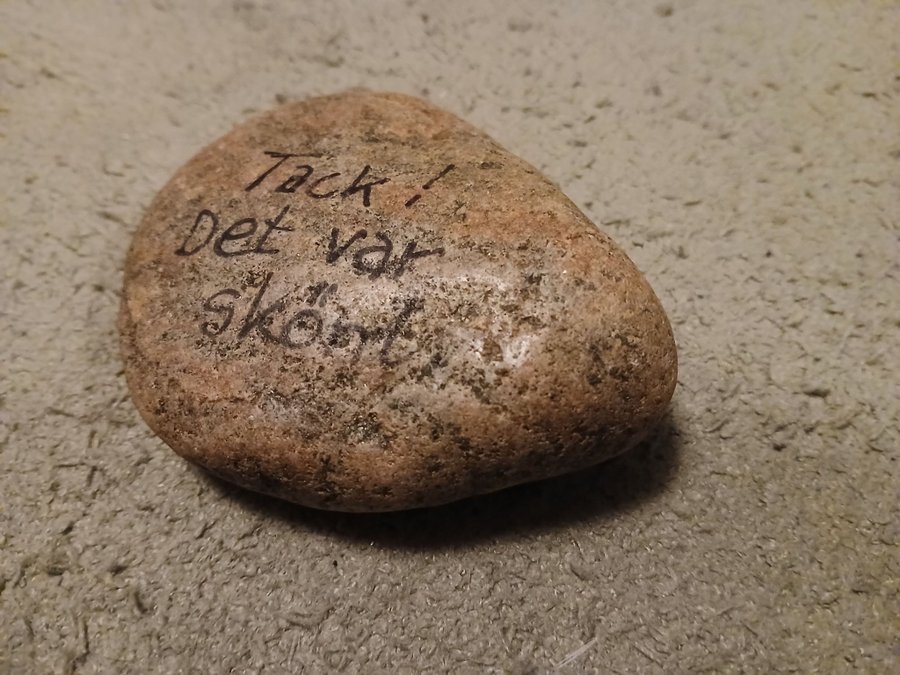 Tack!
Det var
skönt